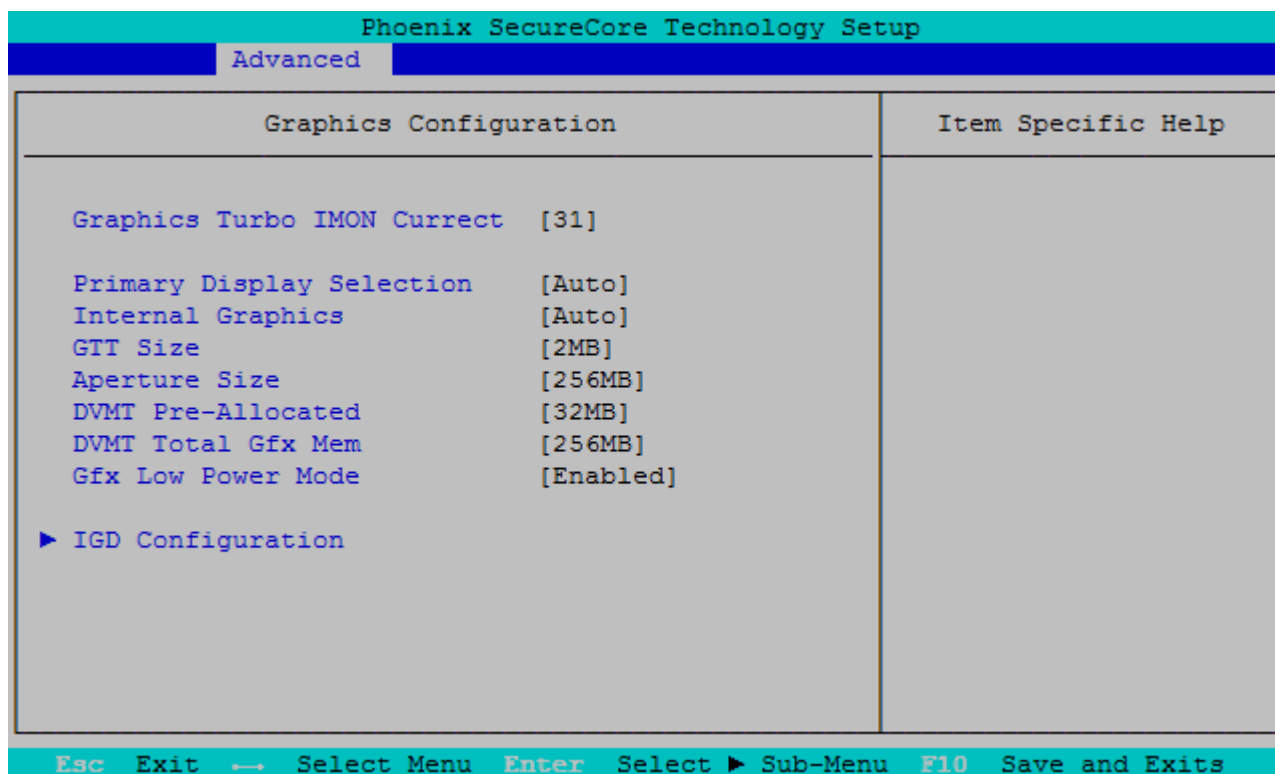 Phoenix SecureCore Technology Setup
Advanced
Graphics Configuration
Item Specific Help
Graphics Turbo IMON Currect [31]
Primary Display Selection [Auto]
Internal Graphics [Auto]
GTT Size [2MB]
Aperture Size [256MB]
DVMT Pre-Allocated [32MB]
DVMT Total Gfx Mem [256MB]
Gfx Low Power Mode [Enabled]
► IGD Configuration
Esc Exit ←→ Select Menu Enter Select ► Sub-Menu F10 Save and Exits